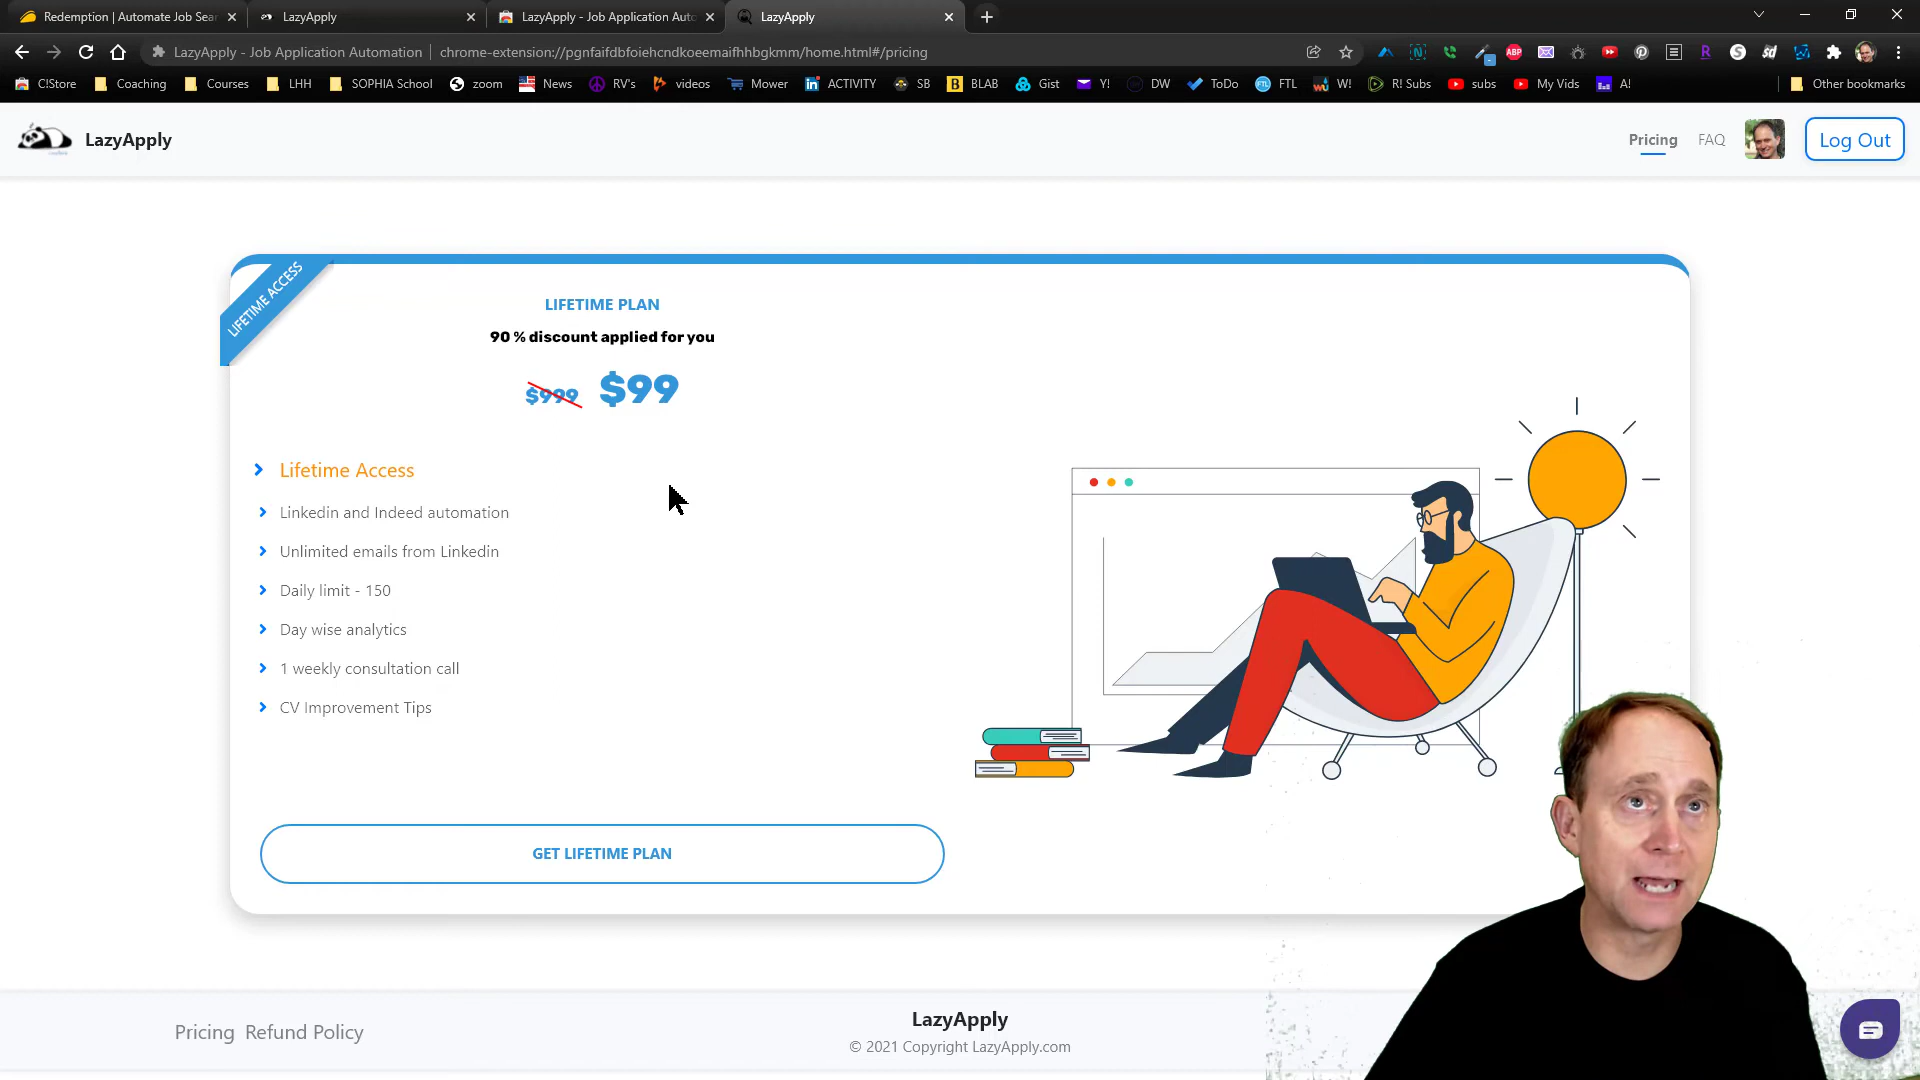 Redemption | Automate Job Sear
LazyApply
LazyApply - Job Application Auto
LazyApply
LazyApply - Job Application Automation
chrome-extension://pgnfaifdbfoiehcndkoeemaifhhbgkmm/home.html#/pricing
C!Store
Coaching
Courses
LHH
SOPHIA School
zoom
News
RV's
videos
Mower
ACTIVITY
SB
BLAB
Gist
Y!
DW
ToDo
FTL
W!
R! Subs
subs
My Vids
A!
Other bookmarks
LazyApply
Pricing
FAQ
Log Out
LIFETIME ACCESS
LIFETIME PLAN
90 % discount applied for you
$999 $99
Lifetime Access
Linkedin and Indeed automation
Unlimited emails from Linkedin
Daily limit - 150
Day wise analytics
1 weekly consultation call
CV Improvement Tips
GET LIFETIME PLAN
Pricing Refund Policy
LazyApply
© 2021 Copyright LazyApply.com